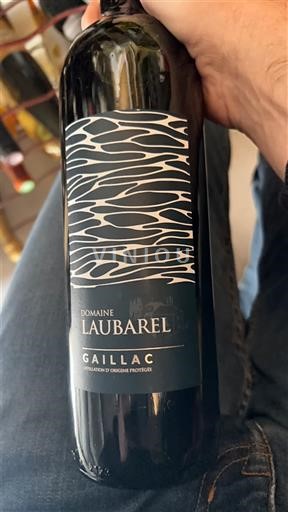 VINIOU
DOMAINE
LAUBAREL
GAILLAC
APPELLATION D'ORIGINE PROTÉGÉE